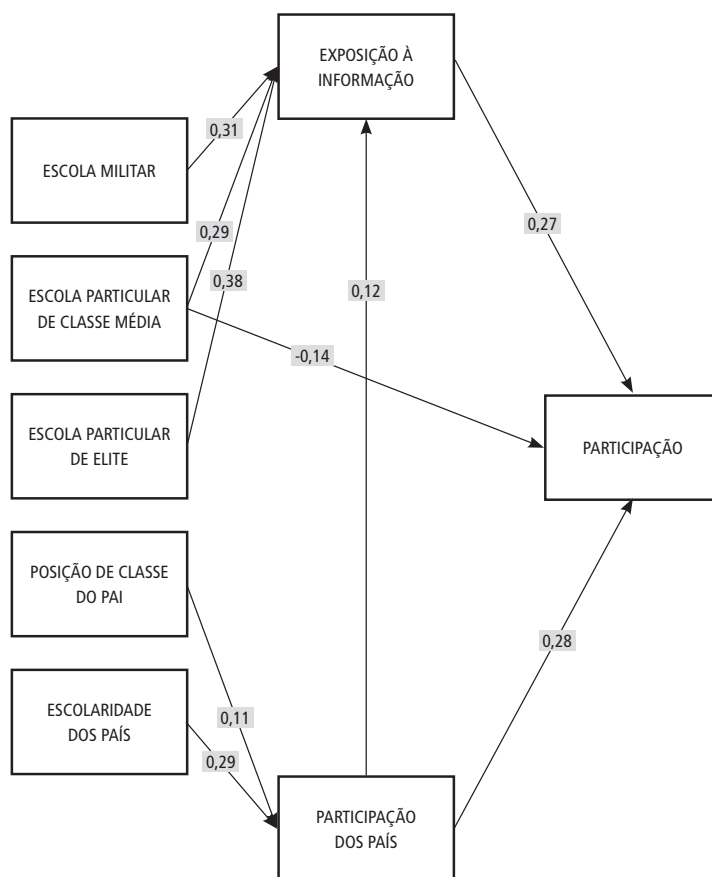 EXPOSIÇÃO À
INFORMAÇÃO
0,31
ESCOLA MILITAR
0,29
0,27
0,38
ESCOLA PARTICULAR
DE CLASSE MÉDIA
0,12
-0,14
ESCOLA PARTICULAR
DE ELITE
PARTICIPAÇÃO
POSIÇÃO DE CLASSE
DO PAI
0,28
ESCOLARIDADE
DOS PAÍS
0,11
0,29
PARTICIPAÇÃO
DOS PAÍS